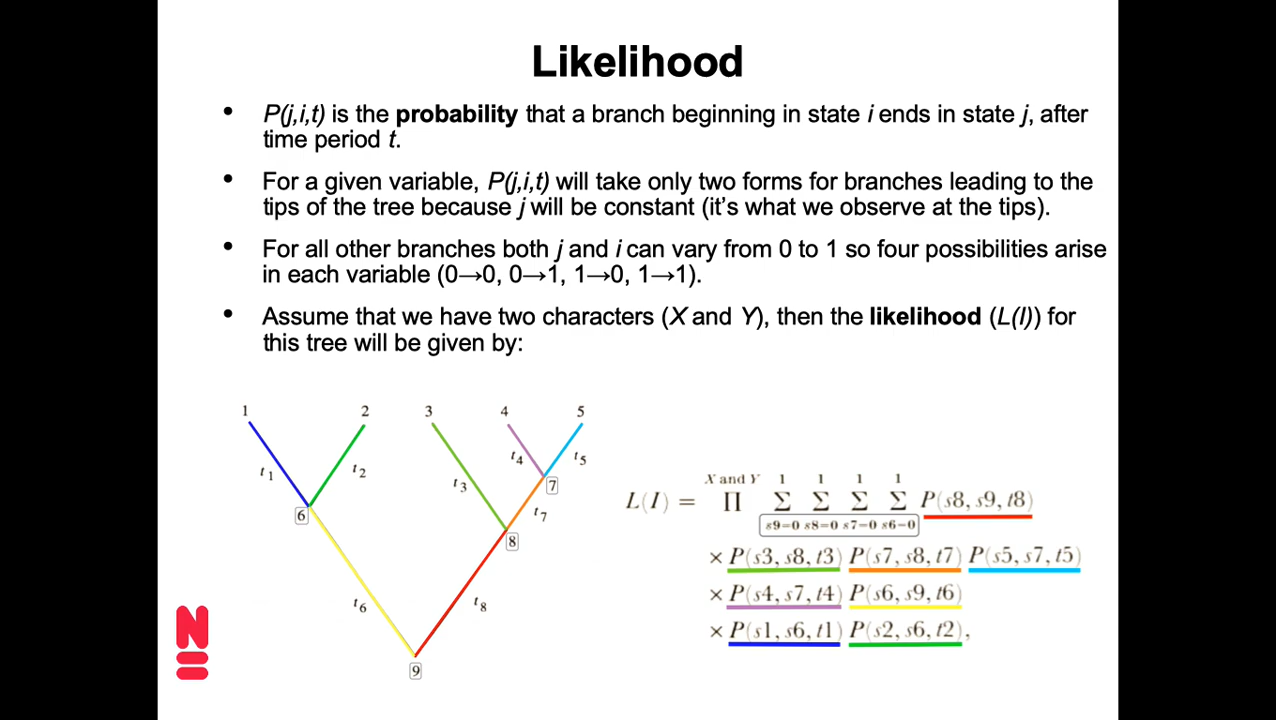 Likelihood
• P(j,i,t) is the probability that a branch beginning in state i ends in state j, after
time period t.
• For a given variable, P(j,i,t) will take only two forms for branches leading to the
tips of the tree because j will be constant (it's what we observe at the tips).
• For all other branches both j and i can vary from 0 to 1 so four possibilities arise
in each variable (0→0, 0→1, 1→0, 1→1).
• Assume that we have two characters (X and Y), then the likelihood (L(I)) for
this tree will be given by:
1 2 3 4 5
t1 t2 t3 t4 t5
6 7
t7
8
t6 t8
9
X and Y 1 1 1 1
L(I) = Π Σ Σ Σ Σ P(s8, s9, t8)
s9=0 s8=0 s7=0 s6=0
× P(s3, s8, t3) P(s7, s8, t7) P(s5, s7, t5)
× P(s4, s7, t4) P(s6, s9, t6)
× P(s1, s6, t1) P(s2, s6, t2),
N